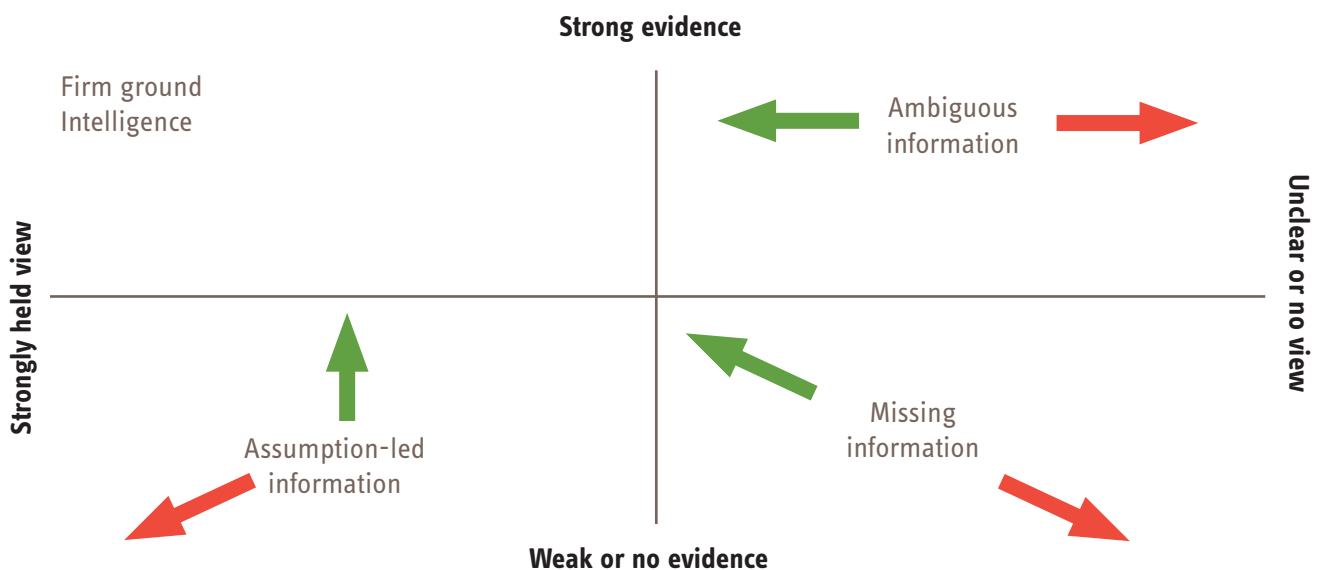 Strong evidence
Firm ground
Intelligence
Ambiguous
information
Strongly held view
Unclear or no view
Assumption-led
information
Missing
information
Weak or no evidence